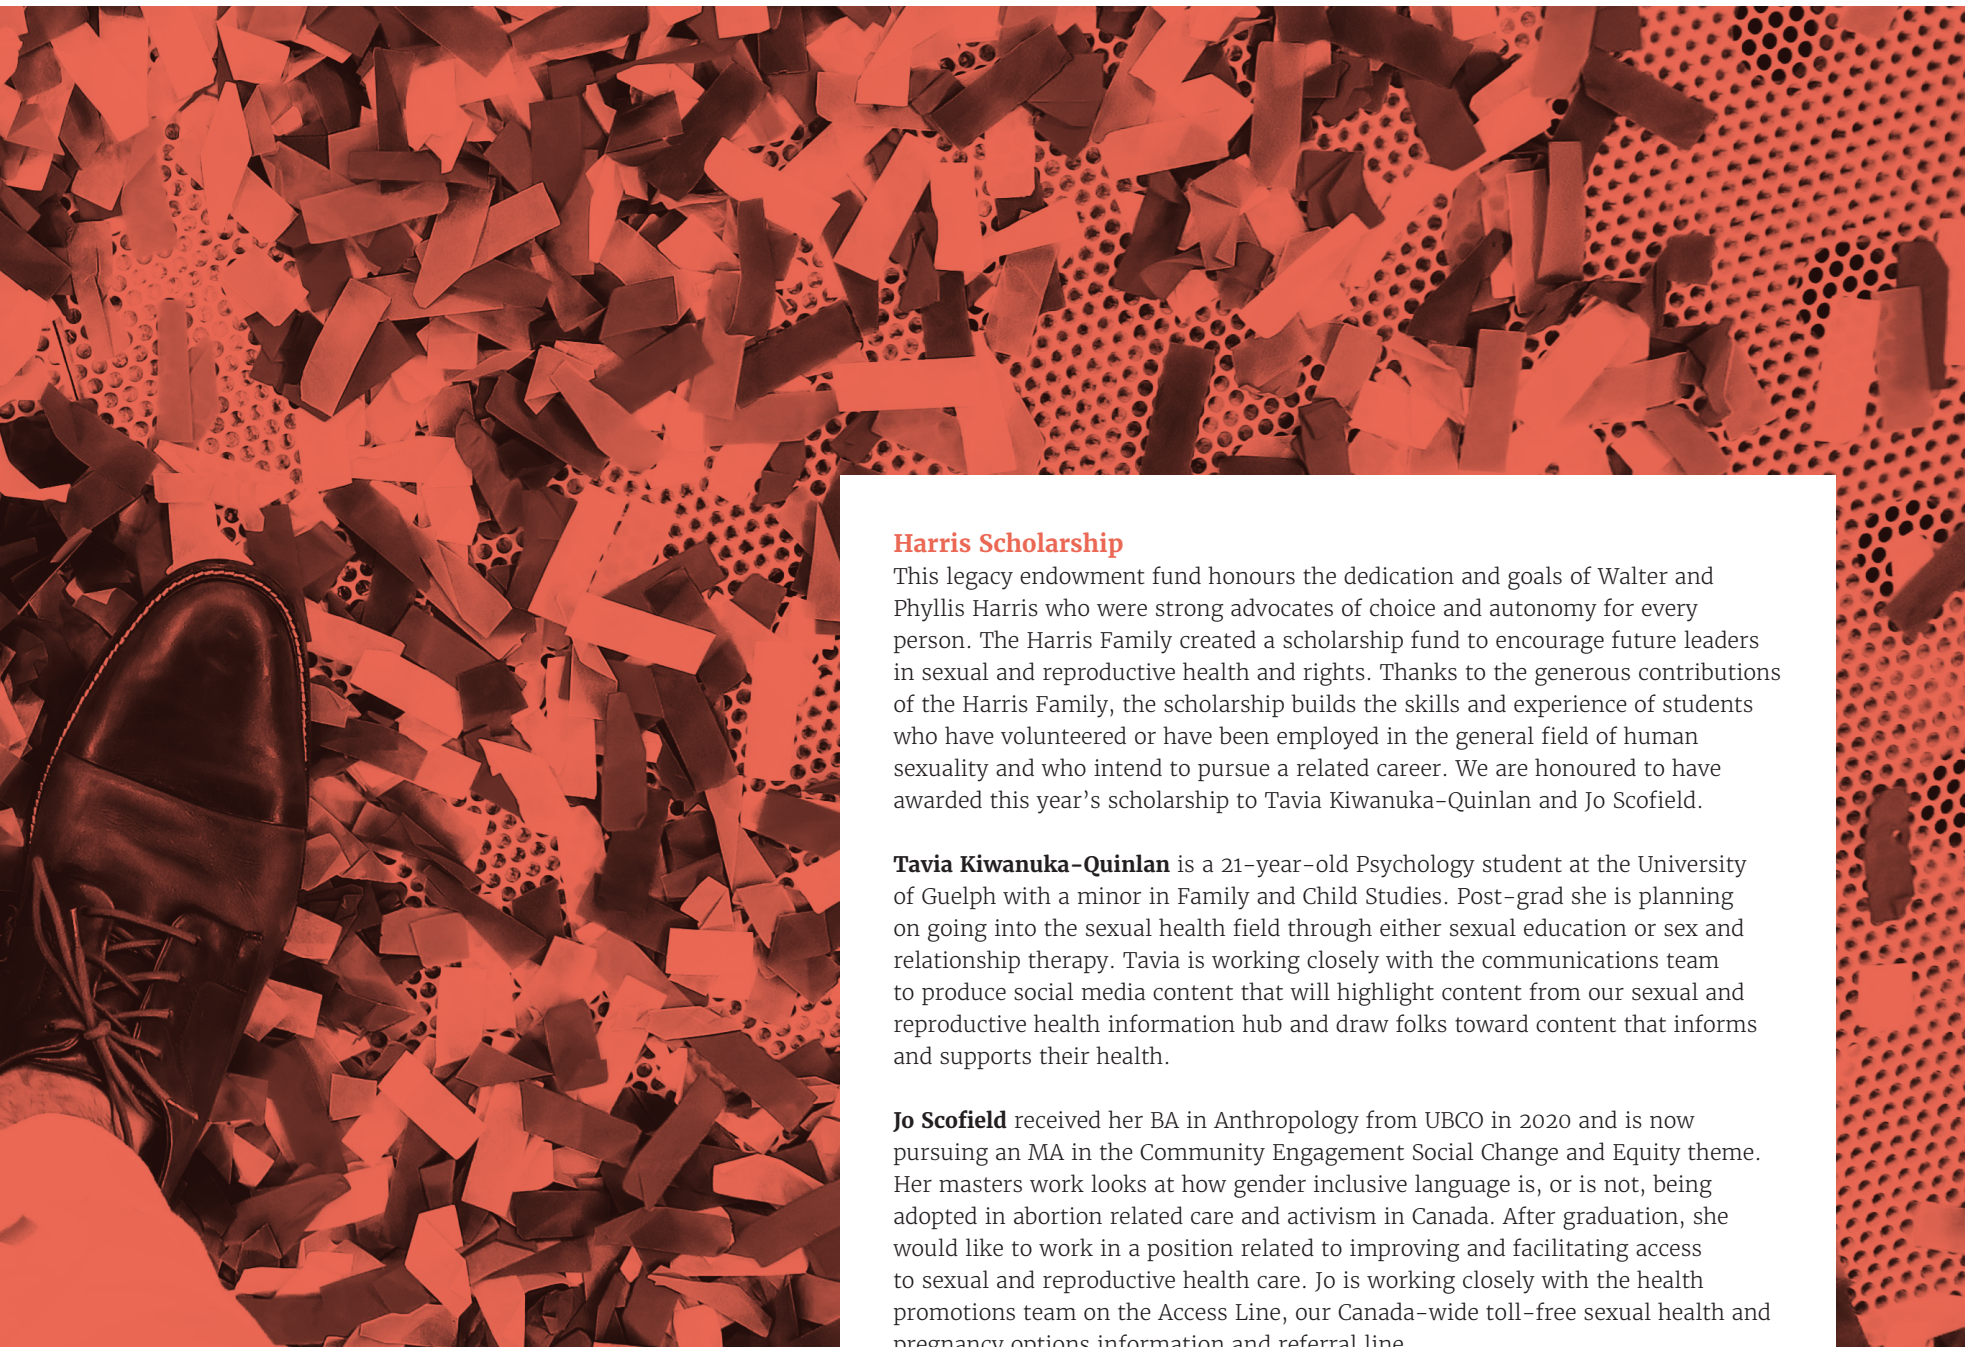 Harris Scholarship
This legacy endowment fund honours the dedication and goals of Walter and
Phyllis Harris who were strong advocates of choice and autonomy for every
person. The Harris Family created a scholarship fund to encourage future leaders
in sexual and reproductive health and rights. Thanks to the generous contributions
of the Harris Family, the scholarship builds the skills and experience of students
who have volunteered or have been employed in the general field of human
sexuality and who intend to pursue a related career. We are honoured to have
awarded this year’s scholarship to Tavia Kiwanuka-Quinlan and Jo Scofield.
Tavia Kiwanuka-Quinlan is a 21-year-old Psychology student at the University
of Guelph with a minor in Family and Child Studies. Post-grad she is planning
on going into the sexual health field through either sexual education or sex and
relationship therapy. Tavia is working closely with the communications team
to produce social media content that will highlight content from our sexual and
reproductive health information hub and draw folks toward content that informs
and supports their health.
Jo Scofield received her BA in Anthropology from UBCO in 2020 and is now
pursuing an MA in the Community Engagement Social Change and Equity theme.
Her masters work looks at how gender inclusive language is, or is not, being
adopted in abortion related care and activism in Canada. After graduation, she
would like to work in a position related to improving and facilitating access
to sexual and reproductive health care. Jo is working closely with the health
promotions team on the Access Line, our Canada-wide toll-free sexual health and
pregnancy options information and referral line.